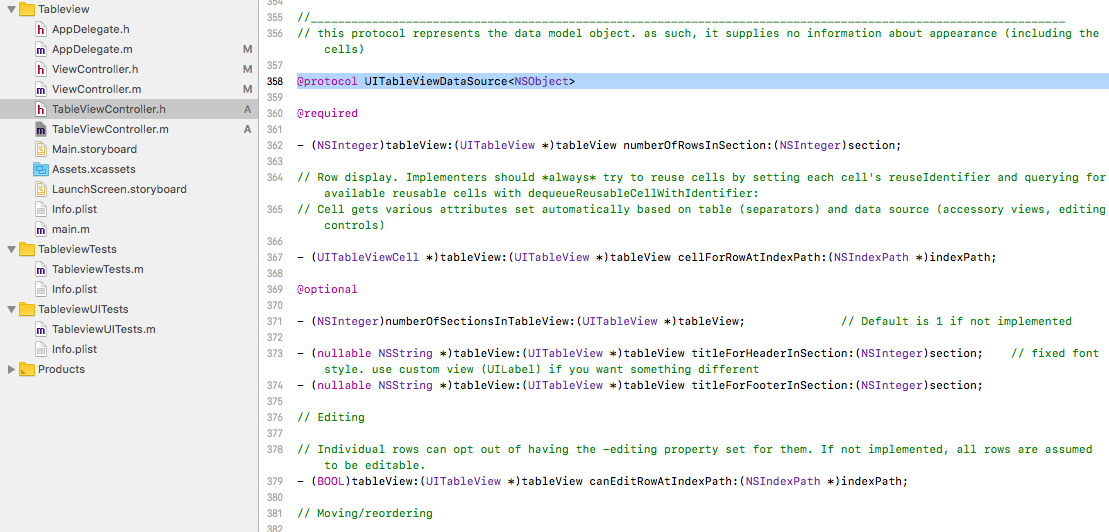 Tableview
AppDelegate.h
AppDelegate.m M
ViewController.h M
ViewController.m M
TableViewController.h A
TableViewController.m A
Main.storyboard
Assets.xcassets
LaunchScreen.storyboard
Info.plist
main.m
TableviewTests
TableviewTests.m
Info.plist
TableviewUITests
TableviewUITests.m
Info.plist
Products
354
355 //______________________________________________________________________________________________________________
356 // this protocol represents the data model object. as such, it supplies no information about appearance (including the
cells)
357
358 @protocol UITableViewDataSource<NSObject>
359
360 @required
361
362 - (NSInteger)tableView:(UITableView *)tableView numberOfRowsInSection:(NSInteger)section;
363
364 // Row display. Implementers should *always* try to reuse cells by setting each cell's reuseIdentifier and querying for
available reusable cells with dequeueReusableCellWithIdentifier:
365 // Cell gets various attributes set automatically based on table (separators) and data source (accessory views, editing
controls)
366
367 - (UITableViewCell *)tableView:(UITableView *)tableView cellForRowAtIndexPath:(NSIndexPath *)indexPath;
368
369 @optional
370
371 - (NSInteger)numberOfSectionsInTableView:(UITableView *)tableView; // Default is 1 if not implemented
372
373 - (nullable NSString *)tableView:(UITableView *)tableView titleForHeaderInSection:(NSInteger)section; // fixed font
style. use custom view (UILabel) if you want something different
374 - (nullable NSString *)tableView:(UITableView *)tableView titleForFooterInSection:(NSInteger)section;
375
376 // Editing
377
378 // Individual rows can opt out of having the -editing property set for them. If not implemented, all rows are assumed
to be editable.
379 - (BOOL)tableView:(UITableView *)tableView canEditRowAtIndexPath:(NSIndexPath *)indexPath;
380
381 // Moving/reordering
382